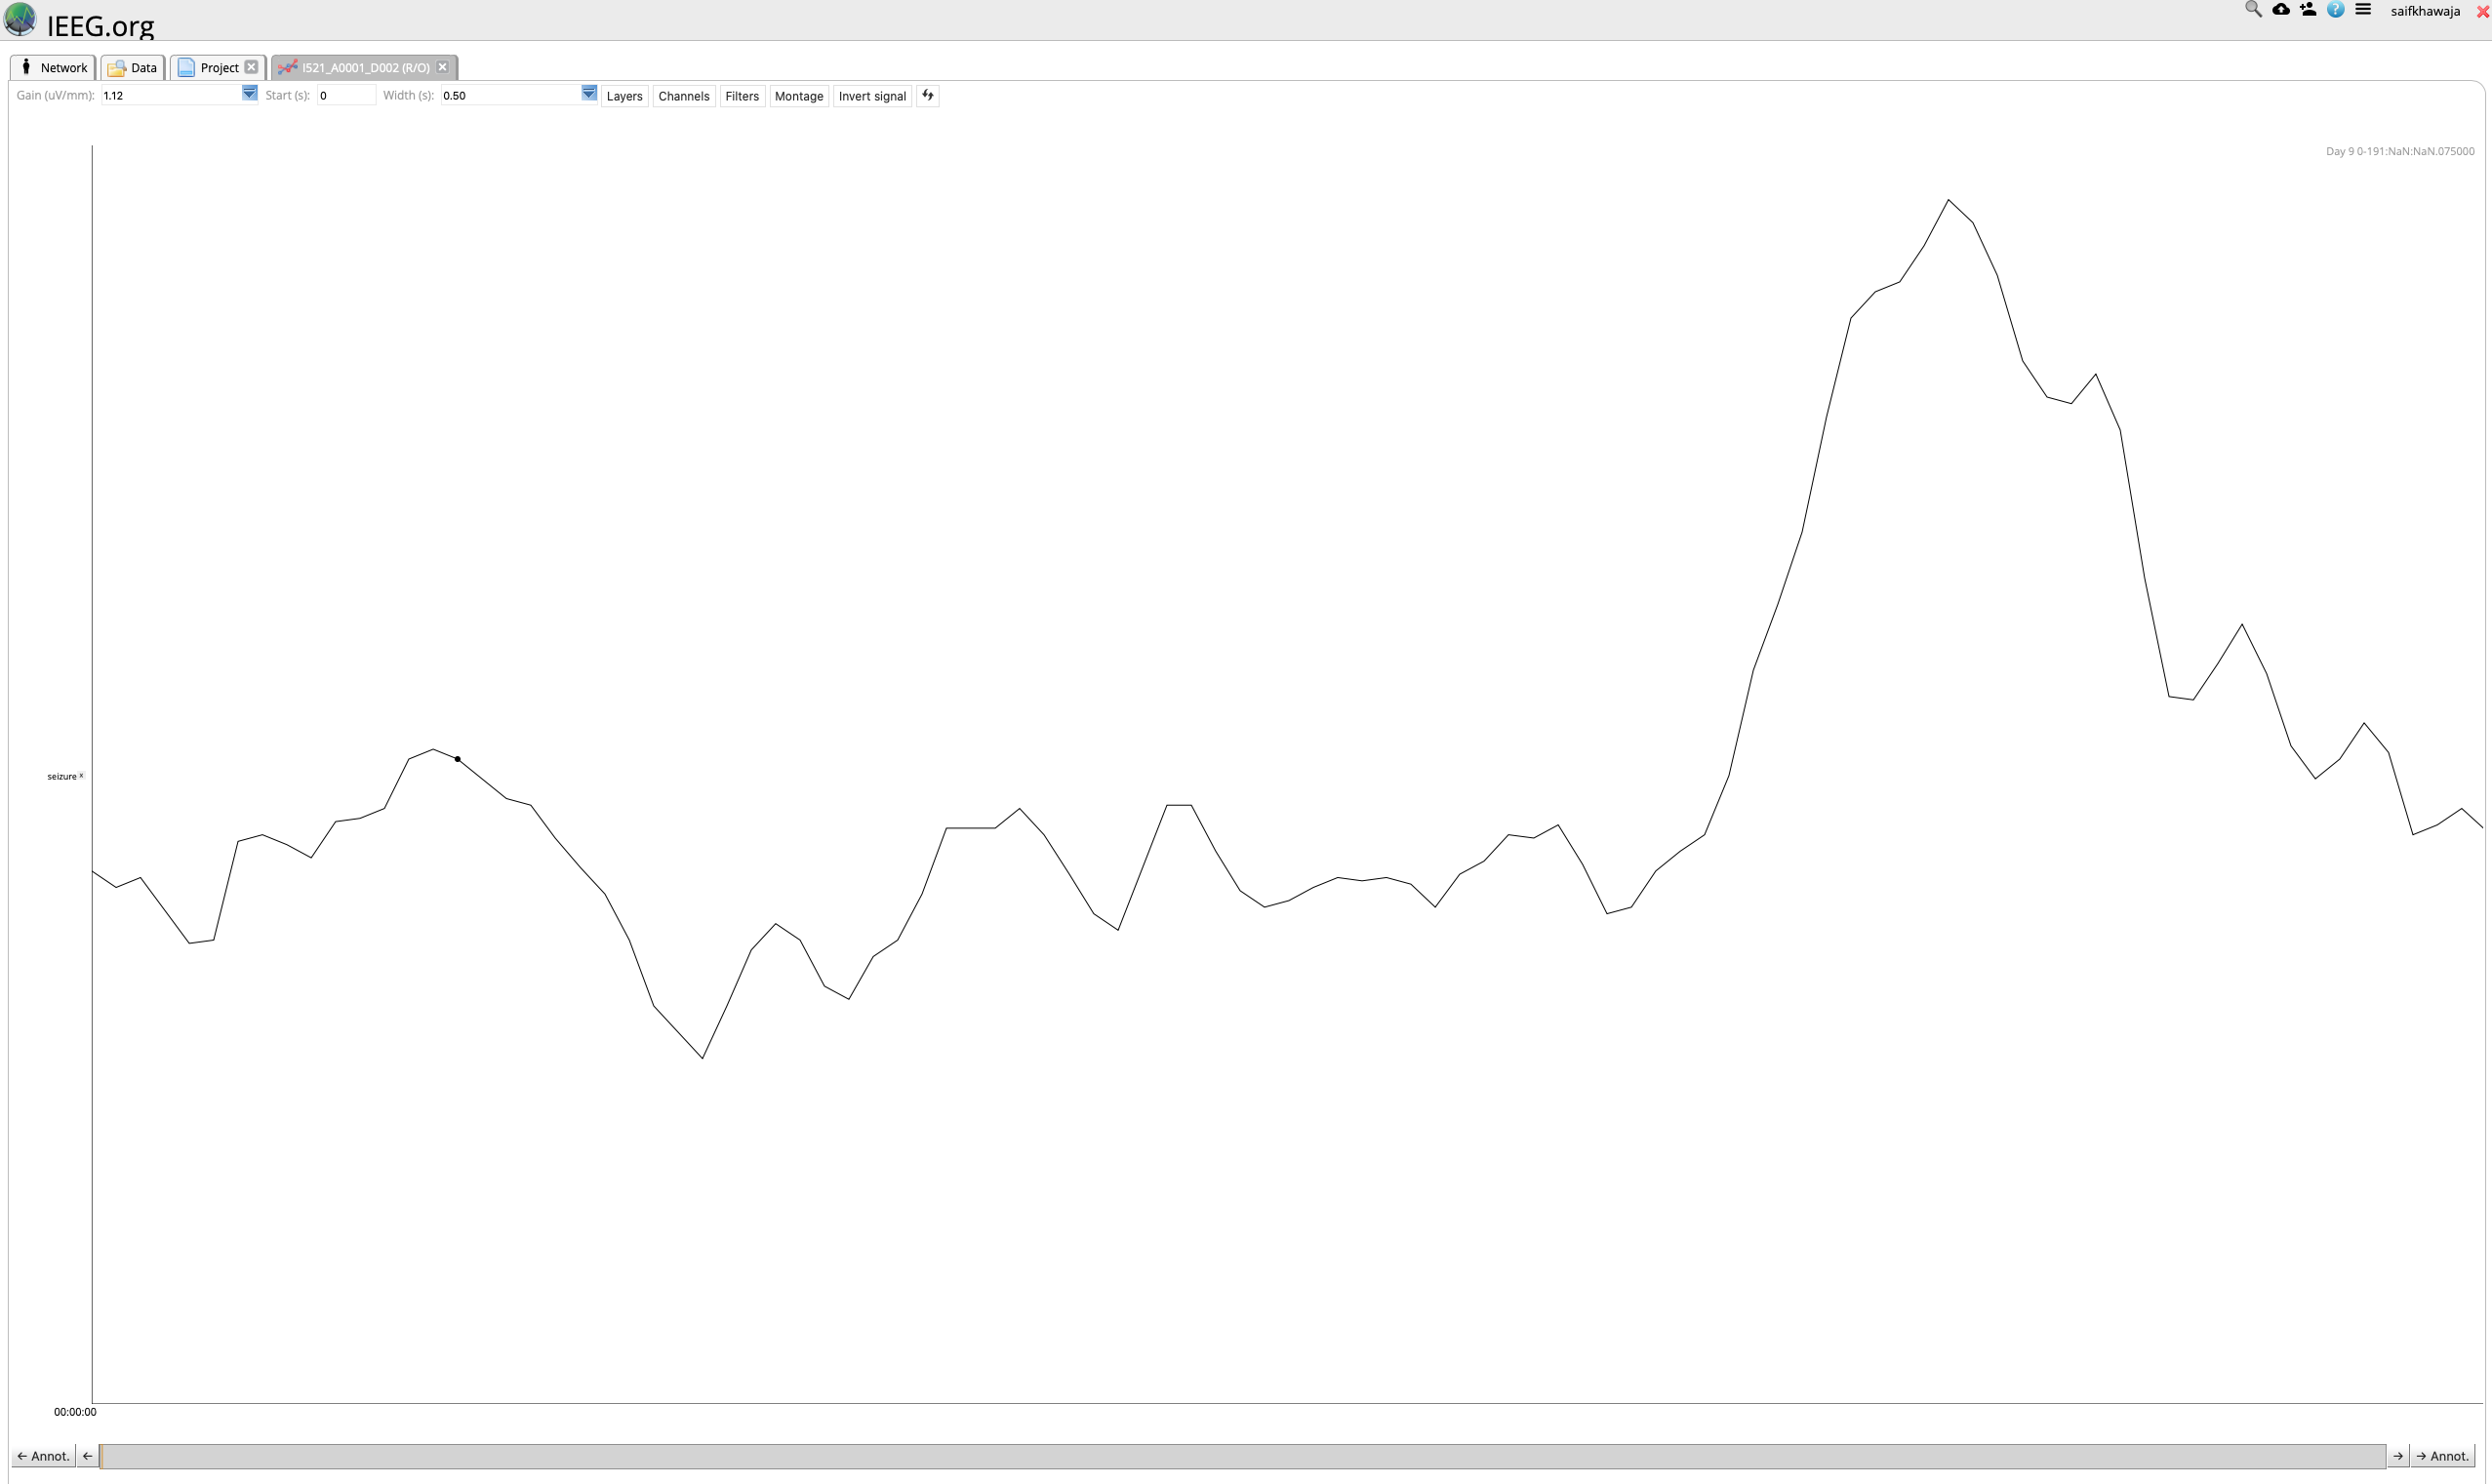 IEEG.org
? saifkhawaja
Network Data Project I521_A0001_D002 (R/O)
Gain (uV/mm): 1.12 Start (s): 0 Width (s): 0.50 Layers Channels Filters Montage Invert signal
Day 9 0-191:NaN:NaN.075000
seizure x
00:00:00
← Annot. ← → → Annot.